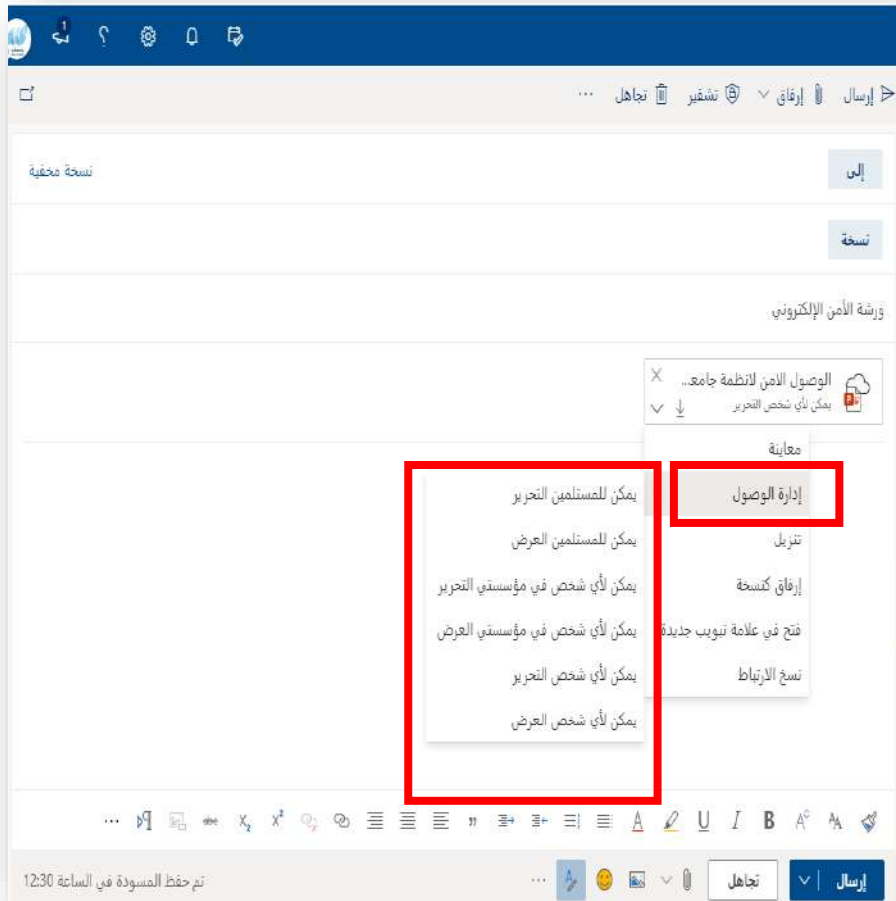 1
إرسال إرفاق تشفير تجاهل ...
إلى نسخة مخفية
نسخة
ورشة الأمن الإلكتروني
الوصول الامن لانظمة جامعـ...
يمكن لأي شخص التحرير
معاينة
إدارة الوصول
تنزيل
إرفاق كنسخة
فتح في علامة تبويب جديدة
نسخ الارتباط
يمكن للمستلمين التحرير
يمكن للمستلمين العرض
يمكن لأي شخص في مؤسستي التحرير
يمكن لأي شخص في مؤسستي العرض
يمكن لأي شخص التحرير
يمكن لأي شخص العرض
إرسال تجاهل ... تم حفظ المسودة في الساعة 12:30